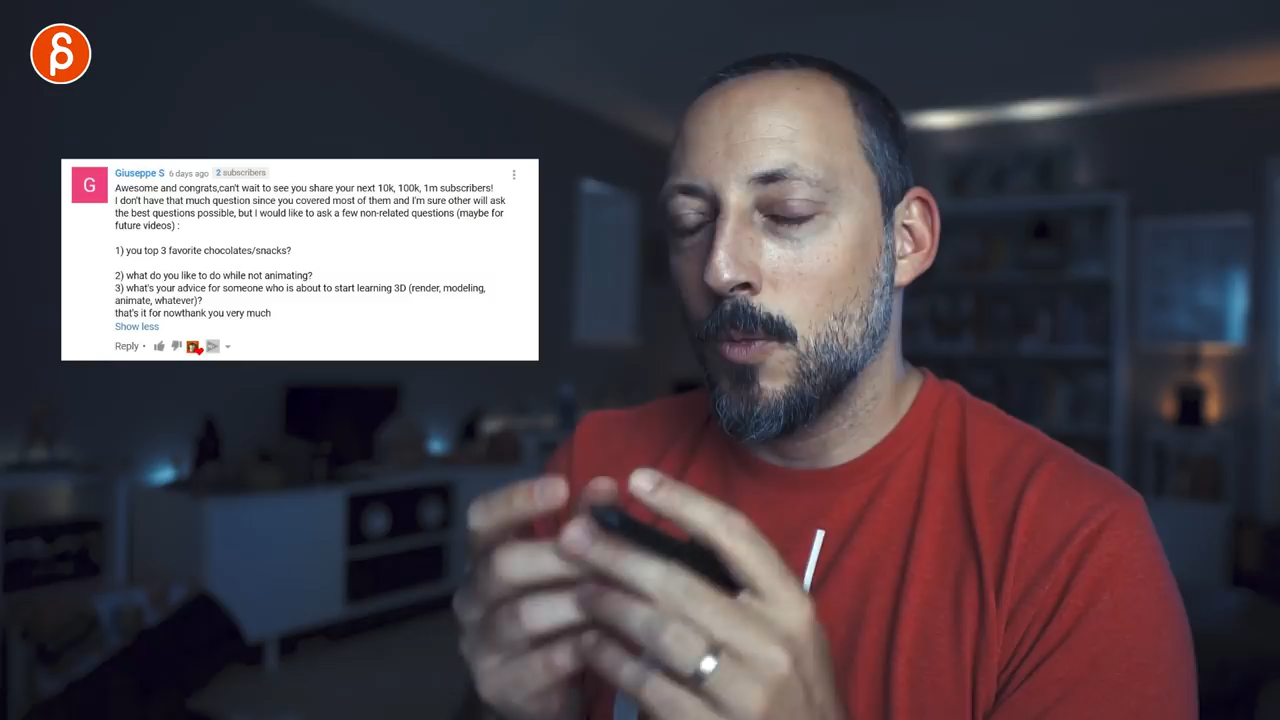 G
Giuseppe S 6 days ago 2 subscribers
Awesome and congrats,can't wait to see you share your next 10k, 100k, 1m subscribers!
I don't have that much question since you covered most of them and I'm sure other will ask
the best questions possible, but I would like to ask a few non-related questions (maybe for
future videos) :
1) you top 3 favorite chocolates/snacks?
2) what do you like to do while not animating?
3) what's your advice for someone who is about to start learning 3D (render, modeling,
animate, whatever)?
that's it for nowthank you very much
Show less
Reply